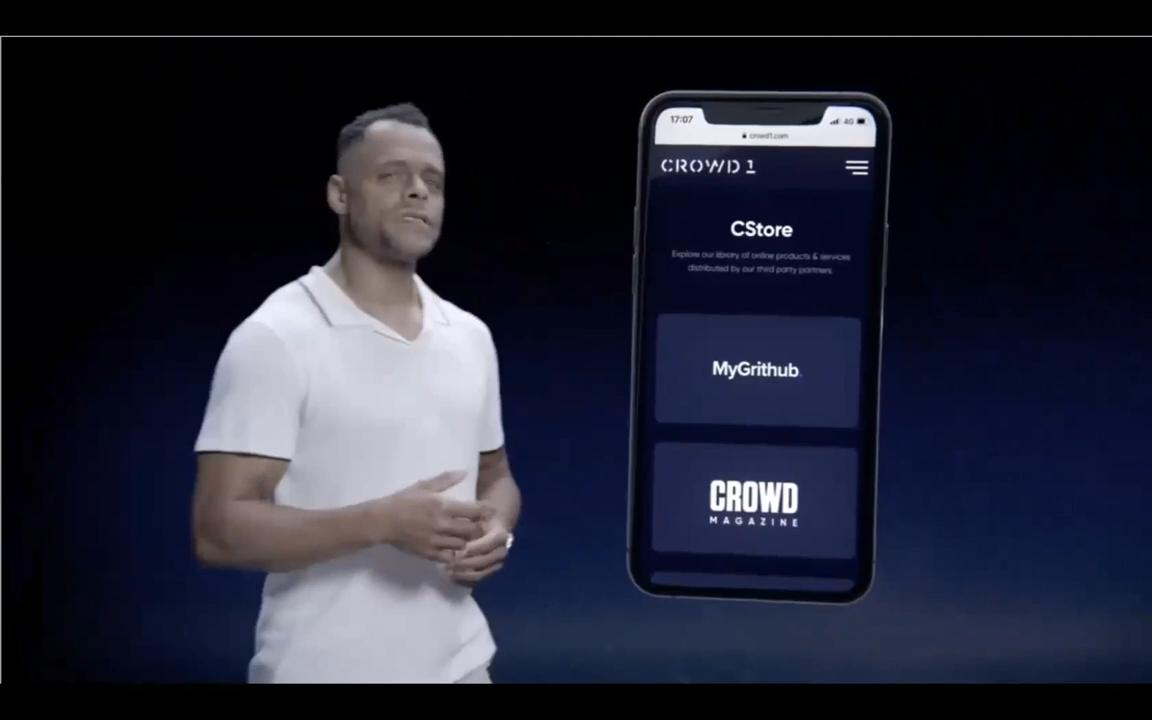 17:07
4G
crowd1.com
CROWD 1
CStore
Explore our library of online products & services
distributed by our third party partners.
MyGrithub.
CROWD
MAGAZINE